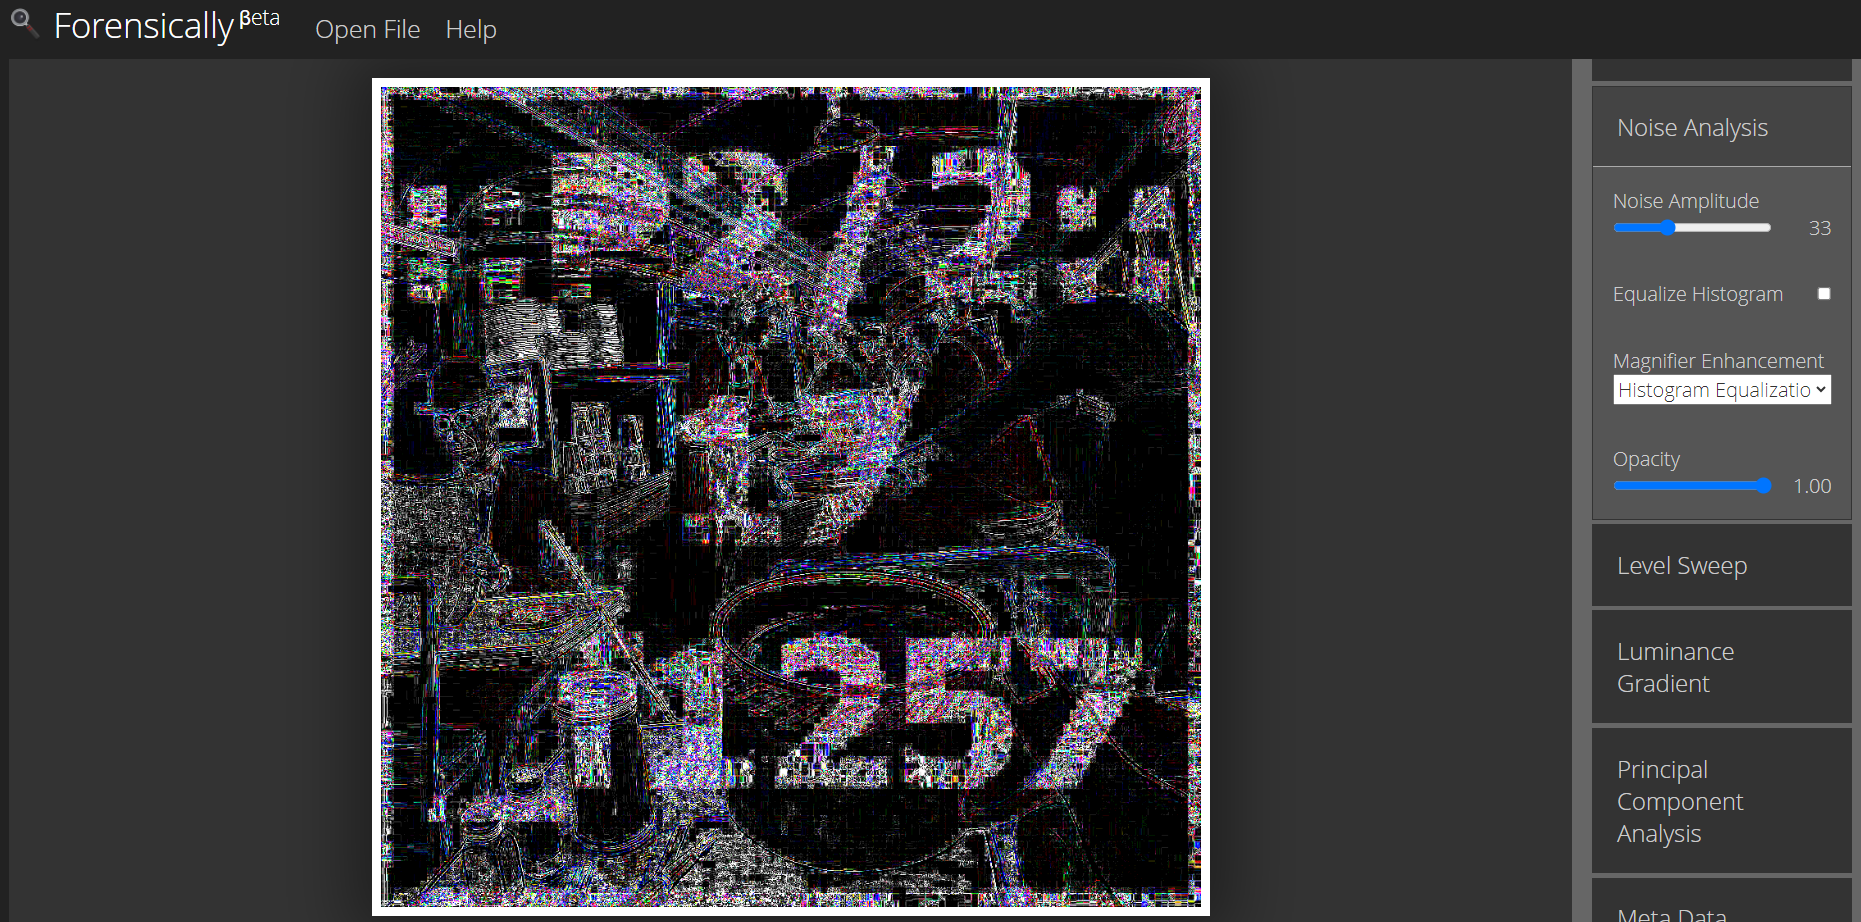 Forensically βeta
Open File
Help
257
Noise Analysis
Noise Amplitude
33
Equalize Histogram
Magnifier Enhancement
Histogram Equalizatio
Opacity
1.00
Level Sweep
Luminance
Gradient
Principal
Component
Analysis
Meta Data